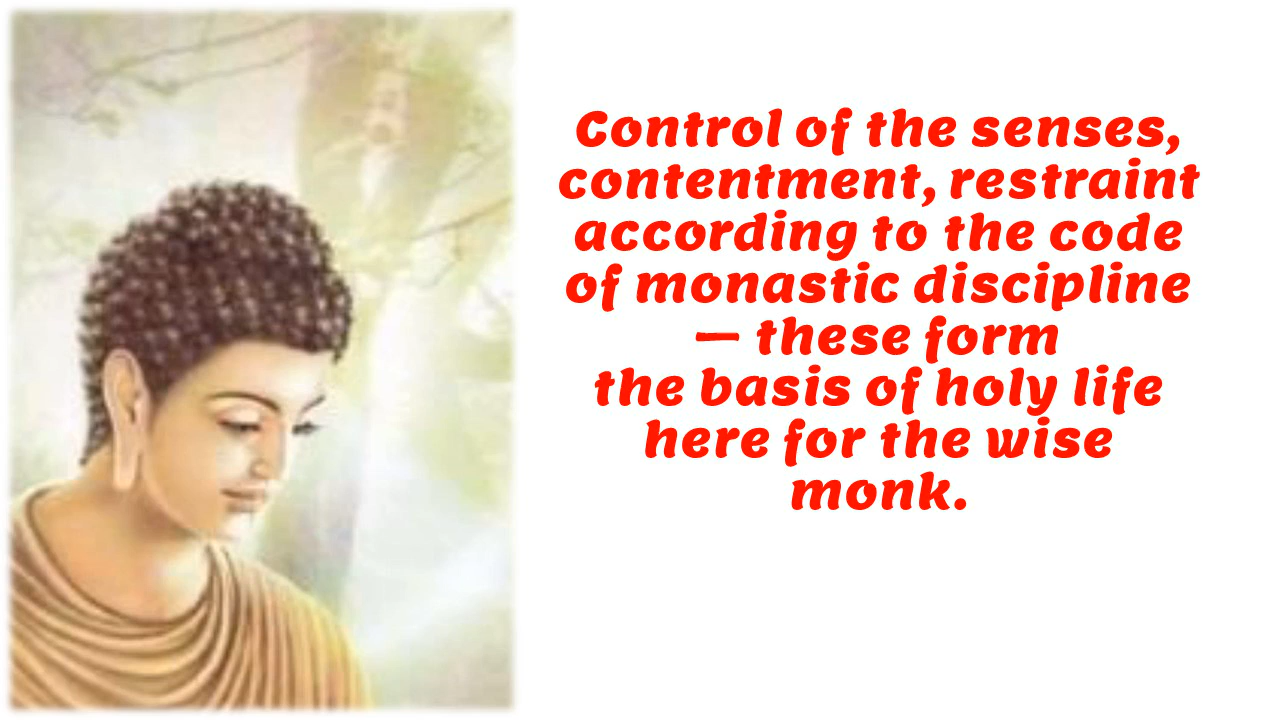 Control of the senses,
contentment, restraint
according to the code
of monastic discipline
— these form
the basis of holy life
here for the wise
monk.